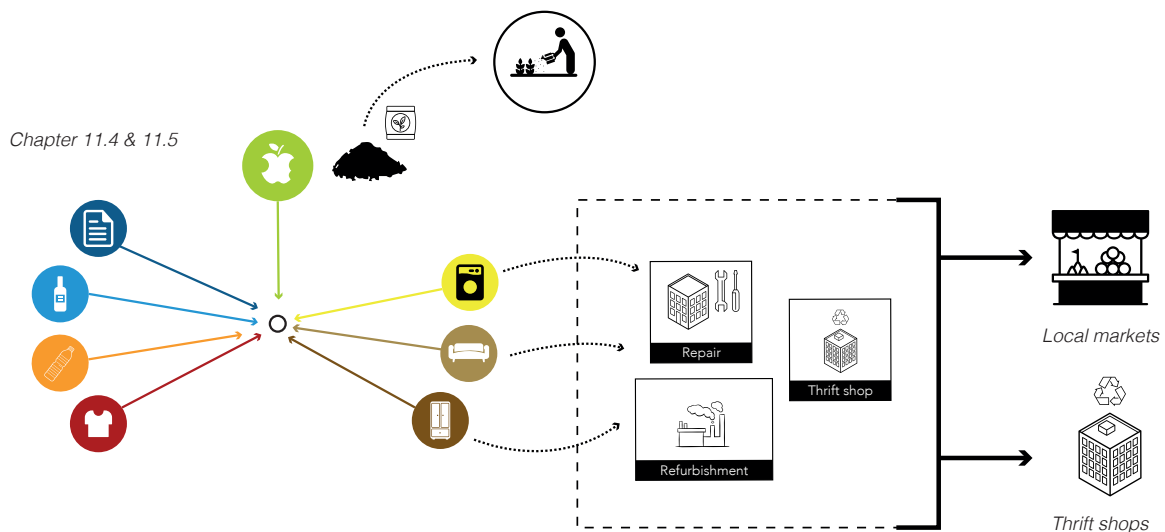 Chapter 11.4 & 11.5
Repair
Thrift shop
Refurbishment
Local markets
Thrift shops